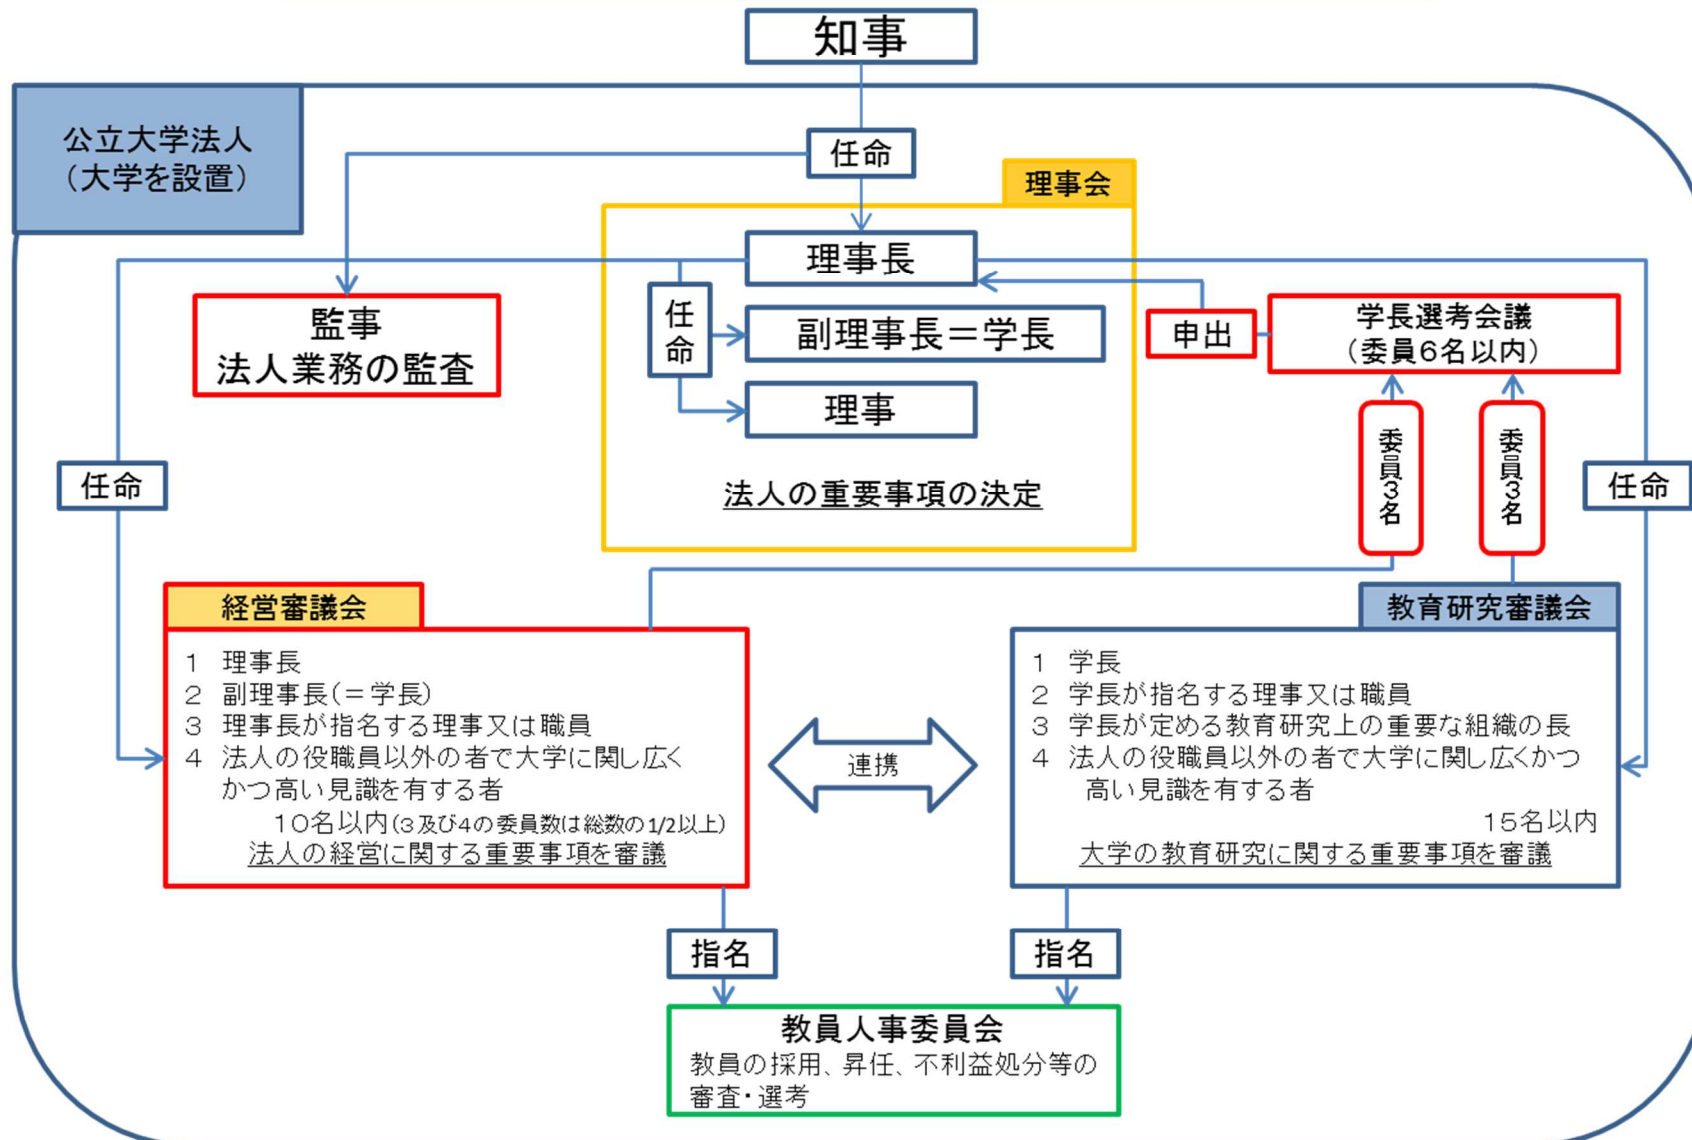 知事
公立大学法人
(大学を設置)
任命
理事会
理事長
監事
法人業務の監査
任命
副理事長＝学長
理事
法人の重要事項の決定
申出
学長選考会議
(委員6名以内)
委員3名
委員3名
任命
任命
経営審議会
1 理事長
2 副理事長(＝学長)
3 理事長が指名する理事又は職員
4 法人の役職員以外の者で大学に関し広く
かつ高い見識を有する者
10名以内(3及び4の委員数は総数の1/2以上)
法人の経営に関する重要事項を審議
連携
教育研究審議会
1 学長
2 学長が指名する理事又は職員
3 学長が定める教育研究上の重要な組織の長
4 法人の役職員以外の者で大学に関し広くかつ
高い見識を有する者
15名以内
大学の教育研究に関する重要事項を審議
指名
指名
教員人事委員会
教員の採用、昇任、不利益処分等の
審査・選考